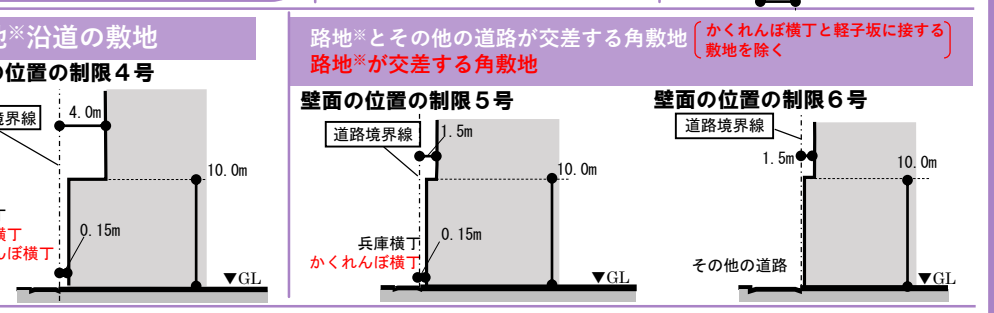 ※沿道の敷地
の位置の制限4号
界線
4.0m
10.0m
0.15m
横丁
んぼ横丁
▼GL
路地※とその他の道路が交差する角敷地
かくれんぼ横丁と軽子坂に接する
敷地を除く
路地※が交差する角敷地
壁面の位置の制限5号
道路境界線
1.5m
10.0m
兵庫横丁
かくれんぼ横丁
0.15m
▼GL
壁面の位置の制限6号
道路境界線
1.5m
10.0m
その他の道路
▼GL